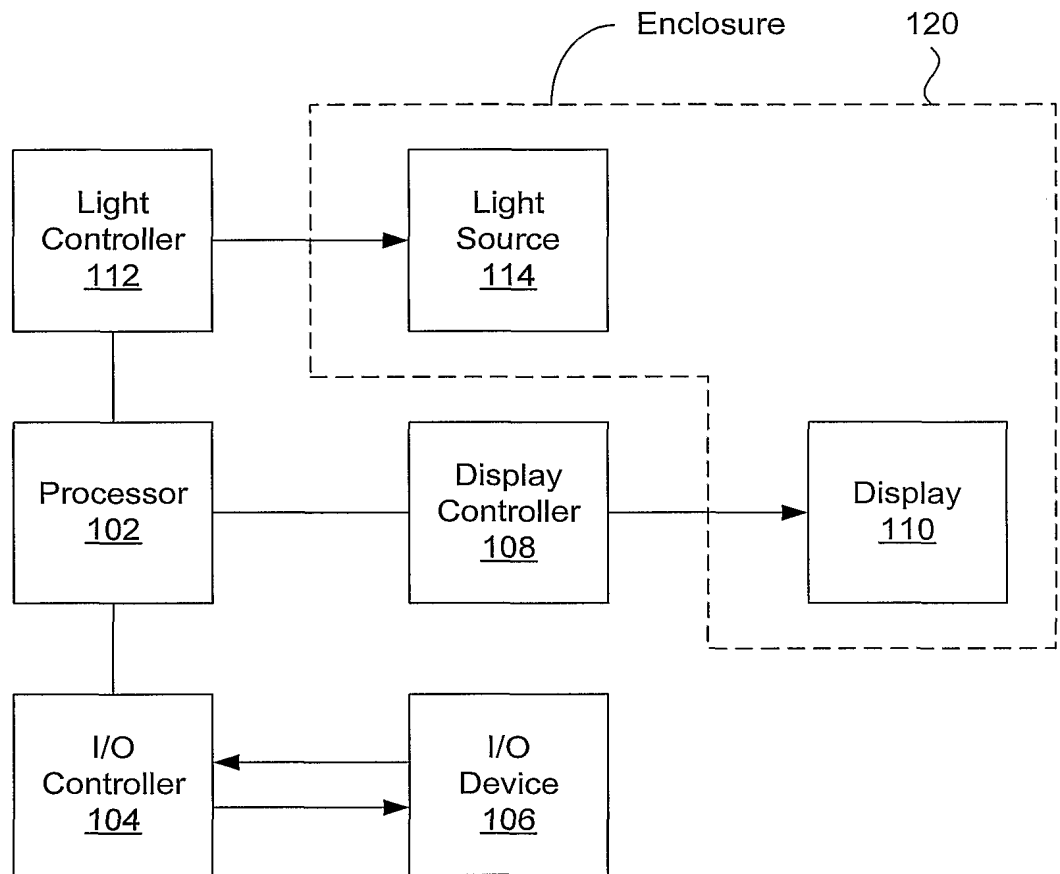 Enclosure
120
Light
Controller
112
Light
Source
114
Processor
102
Display
Controller
108
Display
110
I/O
Controller
104
I/O
Device
106